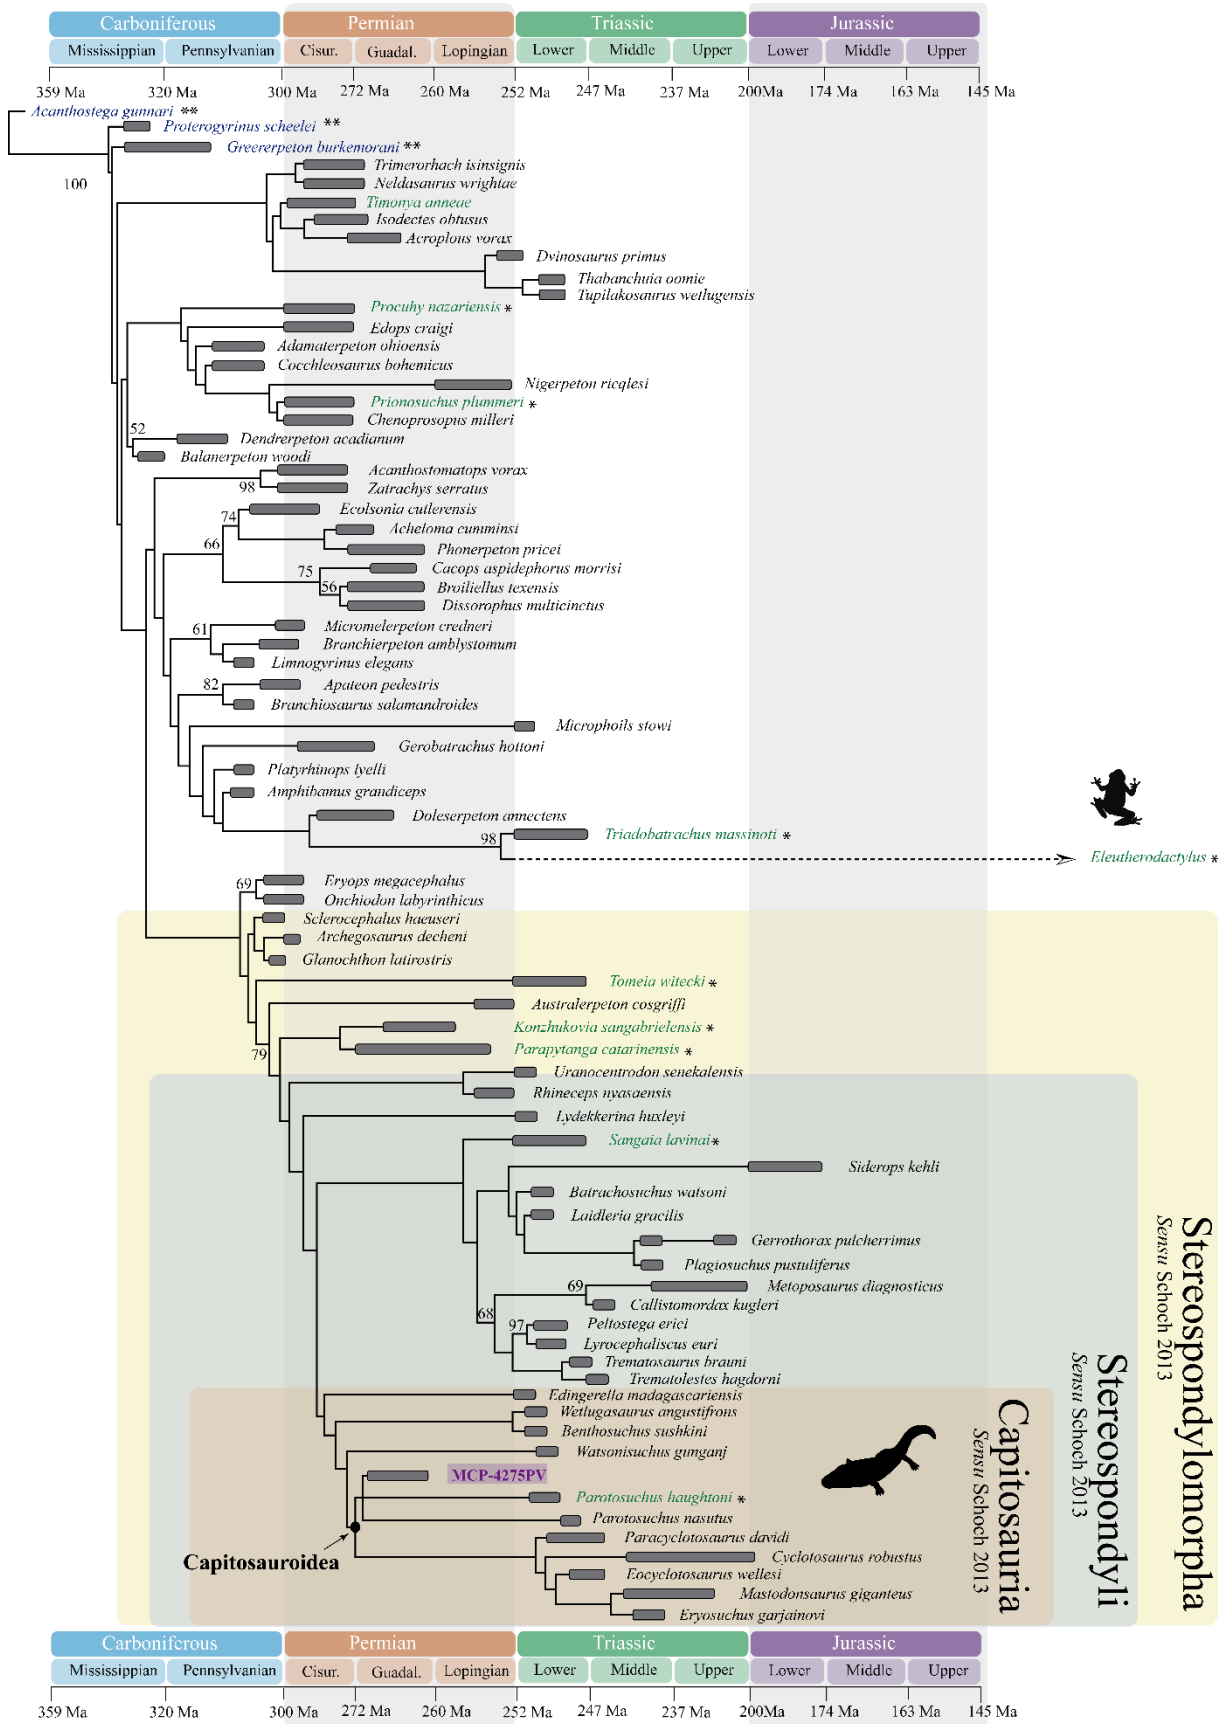 Carboniferous Permian Triassic Jurassic
Mississippian Pennsylvanian Cisur. Guadal. Lopingian Lower Middle Upper Lower Middle Upper
359 Ma 320 Ma 300 Ma 272 Ma 260 Ma 252 Ma 247 Ma 237 Ma 200Ma 174 Ma 163 Ma 145 Ma
Acanthostega gunnari **
Proterogyrinus scheelei **
Greererpeton burkemorani **
Trimerorhach isinsignis
100
Neldasaurus wrightae
Timonya anneae
Isodectes obtusus
Acroplous vorax
Dvinosaurus primus
Thabanchuia oomie
Tupilakosaurus wetlugensis
Procuhy nazariensis *
Edops craigi
Adamaterpeton ohioensis
Cocchleosaurus bohemicus
Nigerpeton ricqlesi
Prionosuchus plummeri *
Chenoprosopus milleri
52
Dendrerpeton acadianum
Balanerpeton woodi
Acanthostomatops vorax
98
Zatrachys serratus
Ecolsonia cutlerensis
74
Acheloma cumminsi
66
Phonerpeton pricei
75
Cacops aspidephorus morrisi
56
Broiliellus texensis
Dissorophus multicinctus
61
Micromelerpeton credneri
Branchierpeton amblystomum
Limnogyrinus elegans
82
Apateon pedestris
Branchiosaurus salamandroides
Microphoils stowi
Gerobatrachus hottoni
Platyrhinops lyelli
Amphibamus grandiceps
Doleserpeton annectens
98
Triadobatrachus massinoti *
Eleutherodactylus *
69
Eryops megacephalus
Onchiodon labyrinthicus
Sclerocephalus haeuseri
Archegosaurus decheni
Glanochthon latirostris
Tomeia witecki *
Australerpeton cosgriffi
Konzhukovia sangabrielensis *
79
Parapytanga catarinensis *
Uranocentrodon senekalensis
Rhineceps nyasaensis
Lydekkerina huxleyi
Sangaia lavinai *
Siderops kehli
Batrachosuchus watsoni
Laidleria gracilis
Gerrothorax pulcherrimus
Plagiosuchus pustuliferus
69
Metoposaurus diagnosticus
Callistomordax kugleri
68
97
Peltostega erici
Lyrocephaliscus euri
Trematosaurus brauni
Trematolestes hagdorni
Edingerella madagascariensis
Wetlugasaurus angustifrons
Benthosuchus sushkini
Watsonisuchus gunganj
MCP-4275PV
Parotosuchus haughtoni *
Parotosuchus nasutus
Paracyclotosaurus davidi
Capitosauroidea
Cyclotosaurus robustus
Eocyclotosaurus wellesi
Mastodonsaurus giganteus
Eryosuchus garjainovi
Capitosauria
Sensu Schoch 2013
Stereospondyli
Sensu Schoch 2013
Stereospondylomorpha
Sensu Schoch 2013
Carboniferous Permian Triassic Jurassic
Mississippian Pennsylvanian Cisur. Guadal. Lopingian Lower Middle Upper Lower Middle Upper
359 Ma 320 Ma 300 Ma 272 Ma 260 Ma 252 Ma 247 Ma 237 Ma 200Ma 174 Ma 163 Ma 145 Ma